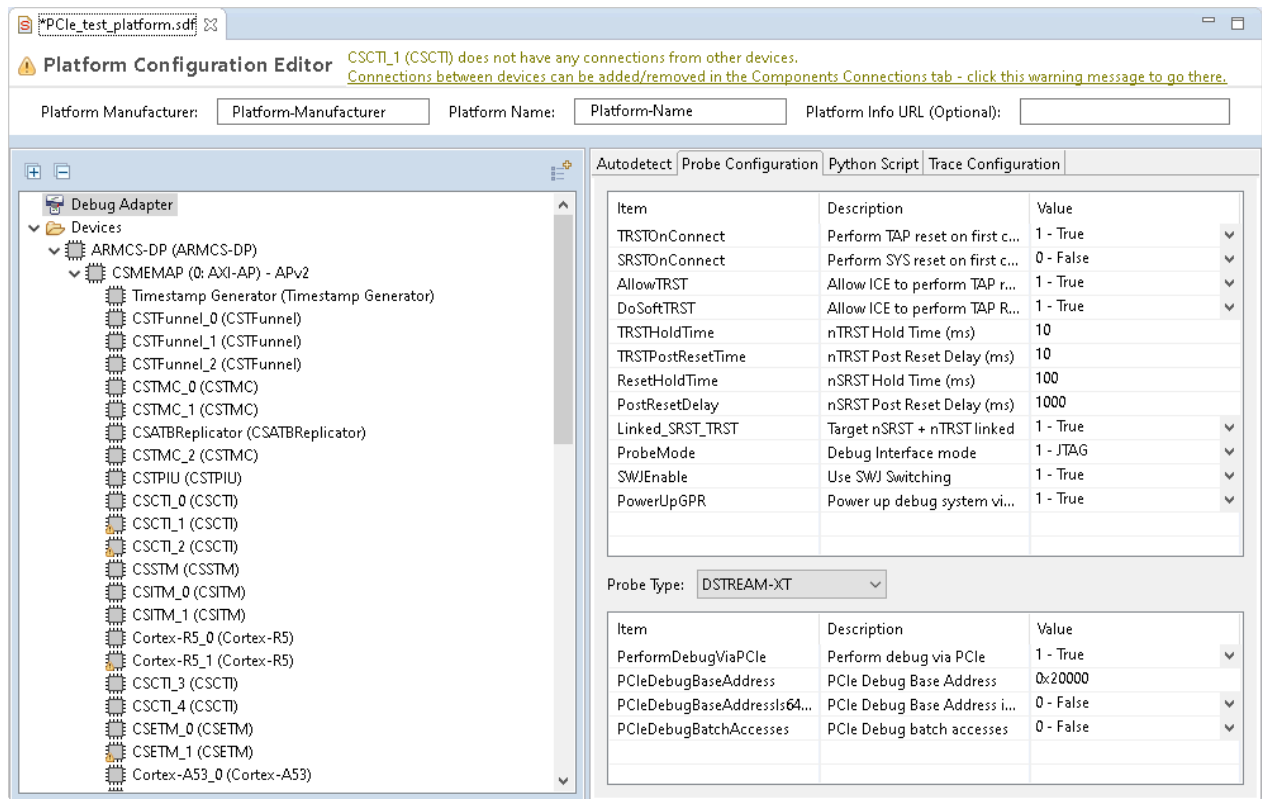 *PCIe_test_platform.sdf
Platform Configuration Editor
CSCTI_1 (CSCTI) does not have any connections from other devices.
Connections between devices can be added/removed in the Components Connections tab - click this warning message to go there.
Platform Manufacturer: Platform-Manufacturer Platform Name: Platform-Name Platform Info URL (Optional):
Debug Adapter
Devices
ARMCS-DP (ARMCS-DP)
CSMEMAP (0: AXI-AP) - APv2
Timestamp Generator (Timestamp Generator)
CSTFunnel_0 (CSTFunnel)
CSTFunnel_1 (CSTFunnel)
CSTFunnel_2 (CSTFunnel)
CSTMC_0 (CSTMC)
CSTMC_1 (CSTMC)
CSATBReplicator (CSATBReplicator)
CSTMC_2 (CSTMC)
CSTPIU (CSTPIU)
CSCTI_0 (CSCTI)
CSCTI_1 (CSCTI)
CSCTI_2 (CSCTI)
CSSTM (CSSTM)
CSITM_0 (CSITM)
CSITM_1 (CSITM)
Cortex-R5_0 (Cortex-R5)
Cortex-R5_1 (Cortex-R5)
CSCTI_3 (CSCTI)
CSCTI_4 (CSCTI)
CSETM_0 (CSETM)
CSETM_1 (CSETM)
Cortex-A53_0 (Cortex-A53)
Autodetect Probe Configuration Python Script Trace Configuration
Item Description Value
TRSTOnConnect Perform TAP reset on first c... 1 - True
SRSTOnConnect Perform SYS reset on first c... 0 - False
AllowTRST Allow ICE to perform TAP r... 1 - True
DoSoftTRST Allow ICE to perform TAP R... 1 - True
TRSTHoldTime nTRST Hold Time (ms) 10
TRSTPostResetTime nTRST Post Reset Delay (ms) 10
ResetHoldTime nSRST Hold Time (ms) 100
PostResetDelay nSRST Post Reset Delay (ms) 1000
Linked_SRST_TRST Target nSRST + nTRST linked 1 - True
ProbeMode Debug Interface mode 1 - JTAG
SWJEnable Use SWJ Switching 1 - True
PowerUpGPR Power up debug system vi... 1 - True
Probe Type: DSTREAM-XT
Item Description Value
PerformDebugViaPCIe Perform debug via PCIe 1 - True
PCIeDebugBaseAddress PCIe Debug Base Address 0x20000
PCIeDebugBaseAddressIs64... PCIe Debug Base Address i... 0 - False
PCIeDebugBatchAccesses PCIe Debug batch accesses 0 - False